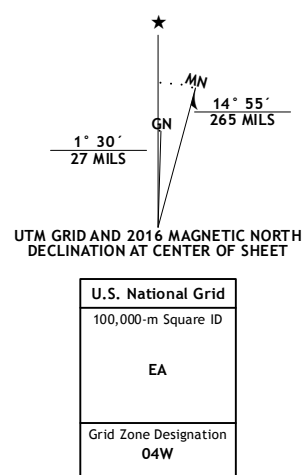 ★
MN
GN
14° 55´
265 MILS
1° 30´
27 MILS
UTM GRID AND 2016 MAGNETIC NORTH
DECLINATION AT CENTER OF SHEET
U.S. National Grid
100,000-m Square ID
EA
Grid Zone Designation
04W